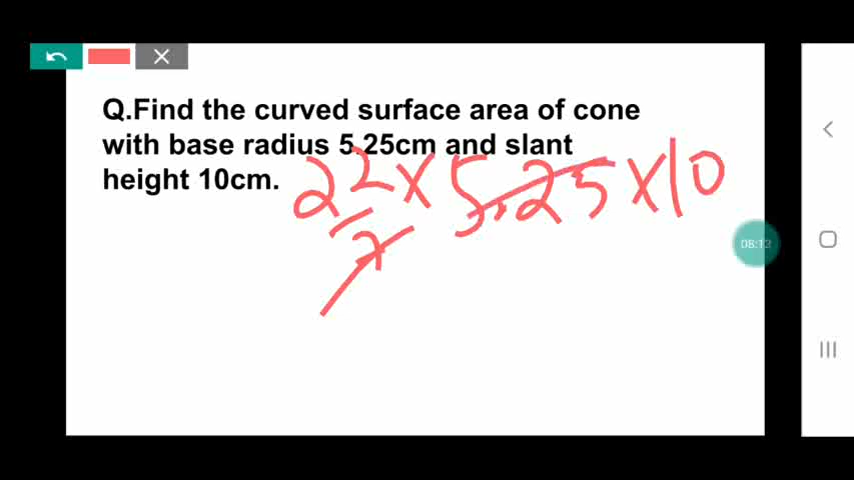 Q.Find the curved surface area of cone
with base radius 5.25cm and slant
height 10cm.
22 × 5.25 × 10
7
08:13